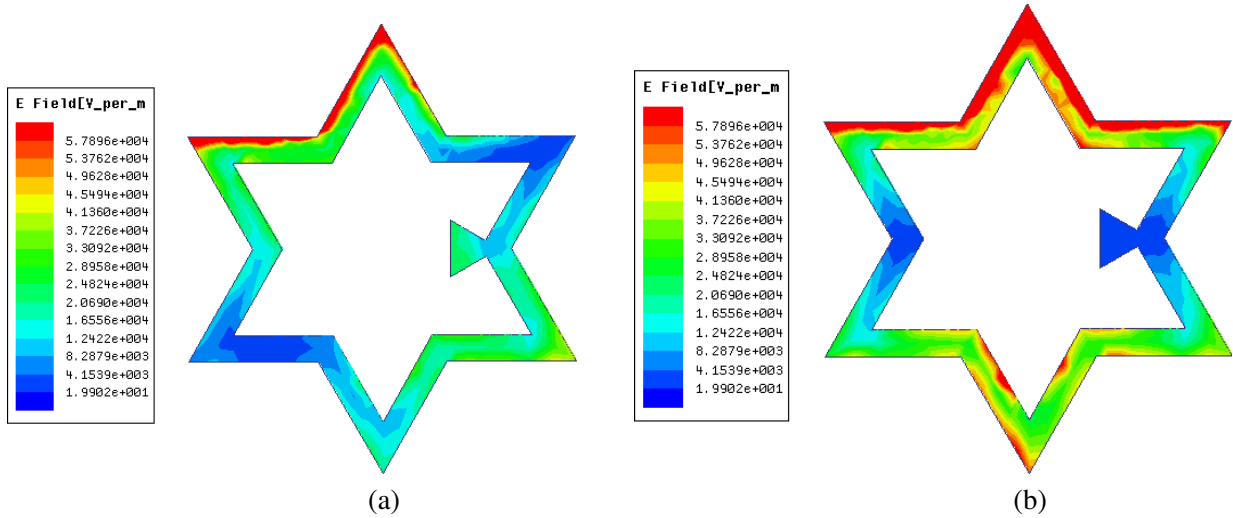 E Field[V_per_m
5.7896e+004
5.3762e+004
4.9628e+004
4.5494e+004
4.1360e+004
3.7226e+004
3.3092e+004
2.8958e+004
2.4824e+004
2.0690e+004
1.6556e+004
1.2422e+004
8.2879e+003
4.1539e+003
1.9902e+001
(a)
E Field[V_per_m
5.7896e+004
5.3762e+004
4.9628e+004
4.5494e+004
4.1360e+004
3.7226e+004
3.3092e+004
2.8958e+004
2.4824e+004
2.0690e+004
1.6556e+004
1.2422e+004
8.2879e+003
4.1539e+003
1.9902e+001
(b)